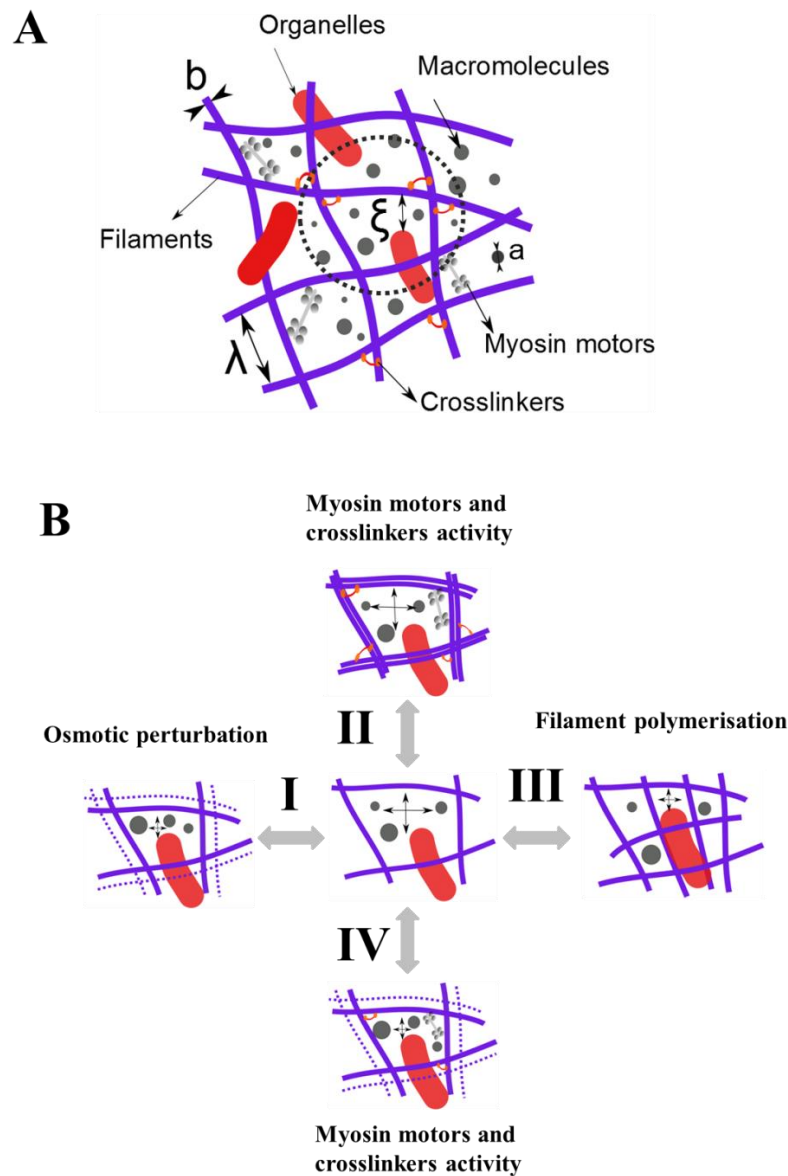 A
Organelles
Macromolecules
b
Filaments
ξ
a
λ
Myosin motors
Crosslinkers
B
Myosin motors and
crosslinkers activity
Osmotic perturbation
II
Filament polymerisation
I
III
IV
Myosin motors and
crosslinkers activity